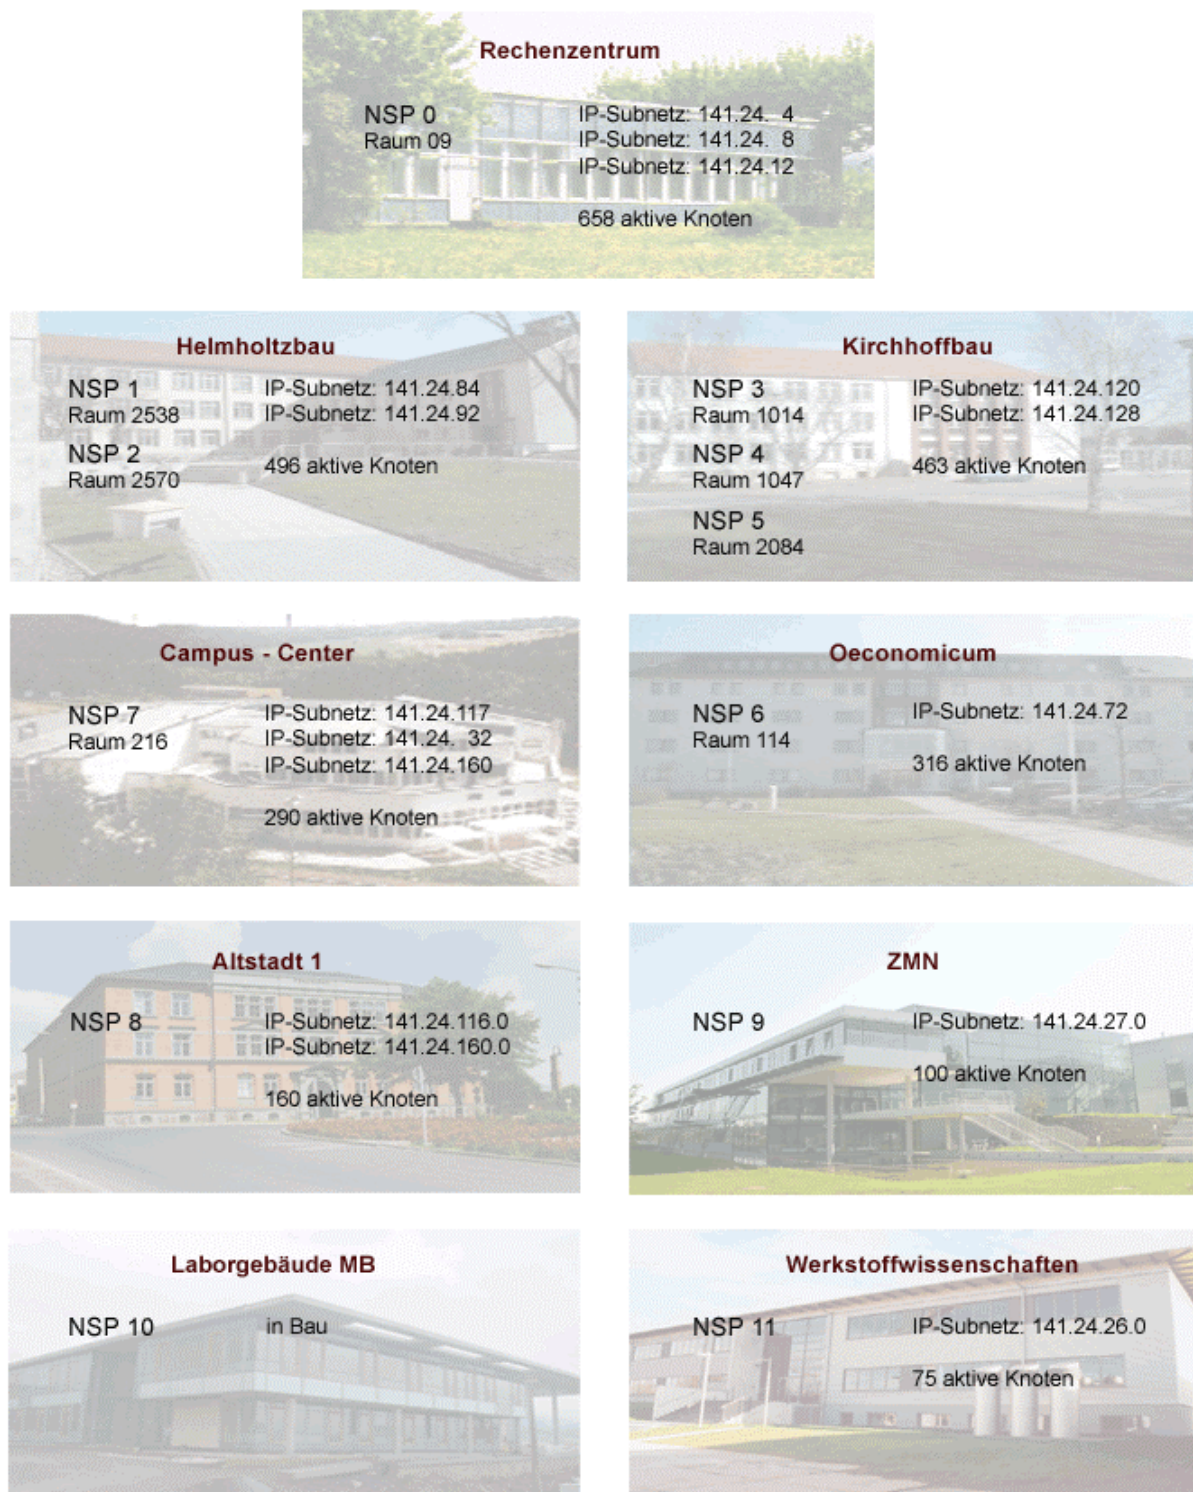 Rechenzentrum
NSP 0
Raum 09
IP-Subnetz: 141.24.  4
IP-Subnetz: 141.24.  8
IP-Subnetz: 141.24.12
658 aktive Knoten
Helmholtzbau
NSP 1
Raum 2538
NSP 2
Raum 2570
IP-Subnetz: 141.24.84
IP-Subnetz: 141.24.92
496 aktive Knoten
Kirchhoffbau
NSP 3
Raum 1014
NSP 4
Raum 1047
NSP 5
Raum 2084
IP-Subnetz: 141.24.120
IP-Subnetz: 141.24.128
463 aktive Knoten
Campus - Center
NSP 7
Raum 216
IP-Subnetz: 141.24.117
IP-Subnetz: 141.24.  32
IP-Subnetz: 141.24.160
290 aktive Knoten
Oeconomicum
NSP 6
Raum 114
IP-Subnetz: 141.24.72
316 aktive Knoten
Altstadt 1
NSP 8
IP-Subnetz: 141.24.116.0
IP-Subnetz: 141.24.160.0
160 aktive Knoten
ZMN
NSP 9
IP-Subnetz: 141.24.27.0
100 aktive Knoten
Laborgebäude MB
NSP 10
in Bau
Werkstoffwissenschaften
NSP 11
IP-Subnetz: 141.24.26.0
75 aktive Knoten